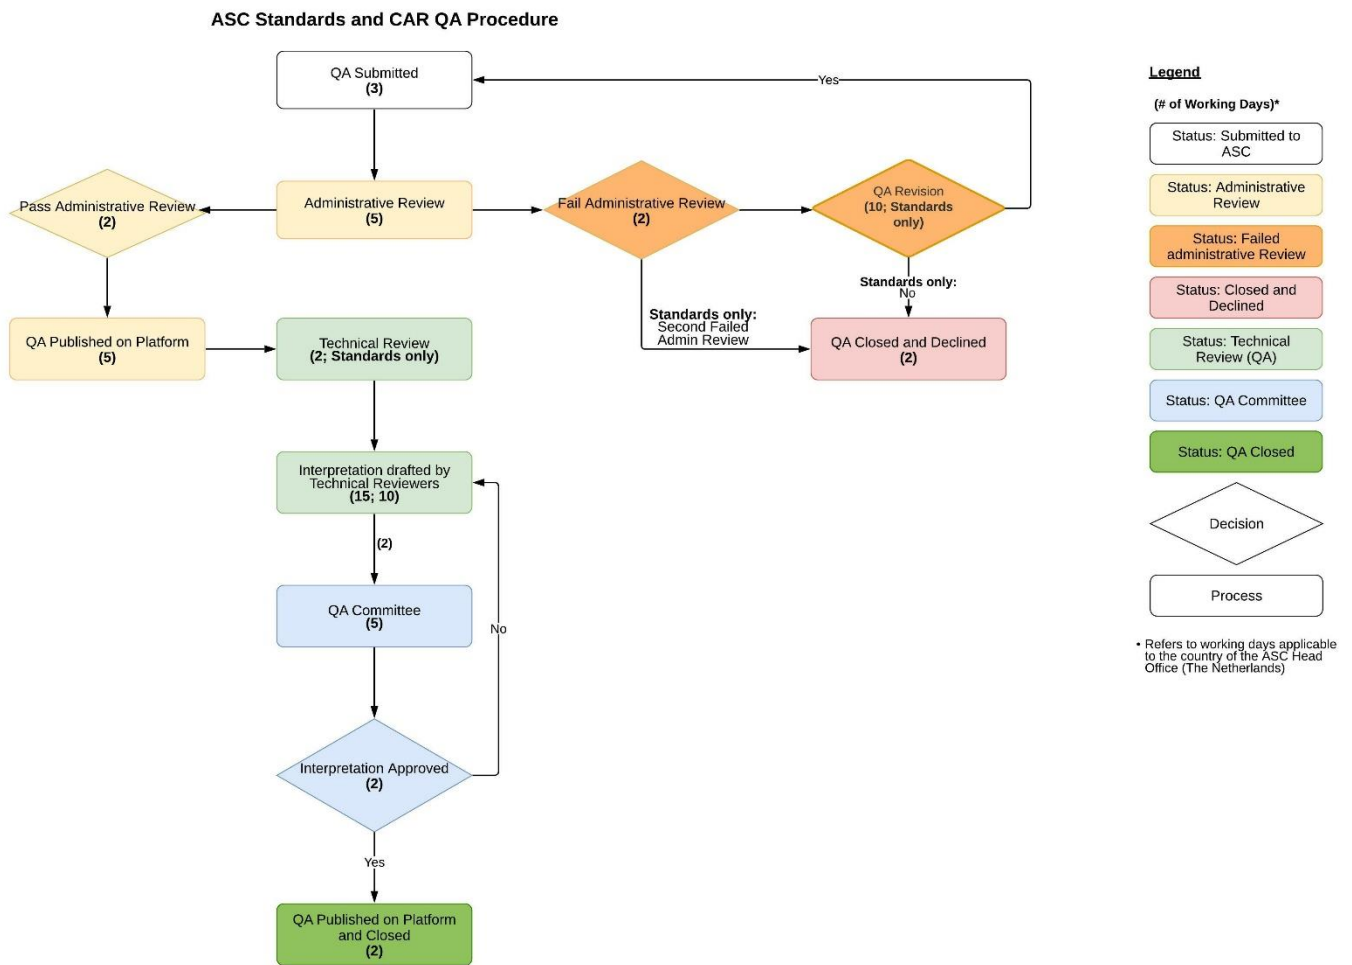 ASC Standards and CAR QA Procedure
QA Submitted
(3)
Yes
Pass Administrative Review
(2)
Administrative Review
(5)
Fail Administrative Review
(2)
QA Revision
(10; Standards
only)
Standards only:
No
Standards only:
Second Failed
Admin Review
QA Published on Platform
(5)
Technical Review
(2; Standards only)
QA Closed and Declined
(2)
Interpretation drafted by
Technical Reviewers
(15; 10)
(2)
QA Committee
(5)
No
Interpretation Approved
(2)
Yes
QA Published on Platform
and Closed
(2)
Legend
(# of Working Days)*
Status: Submitted to
ASC
Status: Administrative
Review
Status: Failed
administrative Review
Status: Closed and
Declined
Status: Technical
Review (QA)
Status: QA Committee
Status: QA Closed
Decision
Process
• Refers to working days applicable
to the country of the ASC Head
Office (The Netherlands)